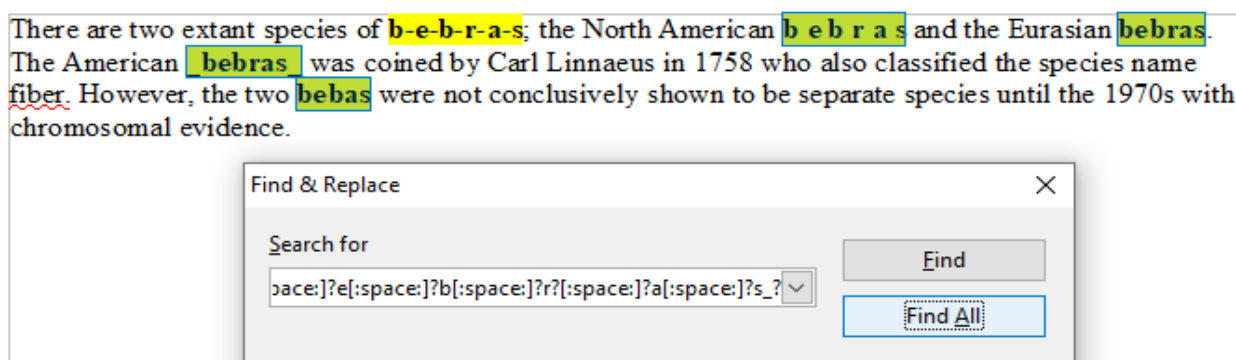 There are two extant species of b-e-b-r-a-s; the North American b e b r a s and the Eurasian bebras.
The American _bebras_ was coined by Carl Linnaeus in 1758 who also classified the species name
fiber. However, the two bebas were not conclusively shown to be separate species until the 1970s with
chromosomal evidence.
Find & Replace
Search for
Find
pace:]?e[:space:]?b[:space:]?r?[:space:]?a[:space:]?s_?
Find All